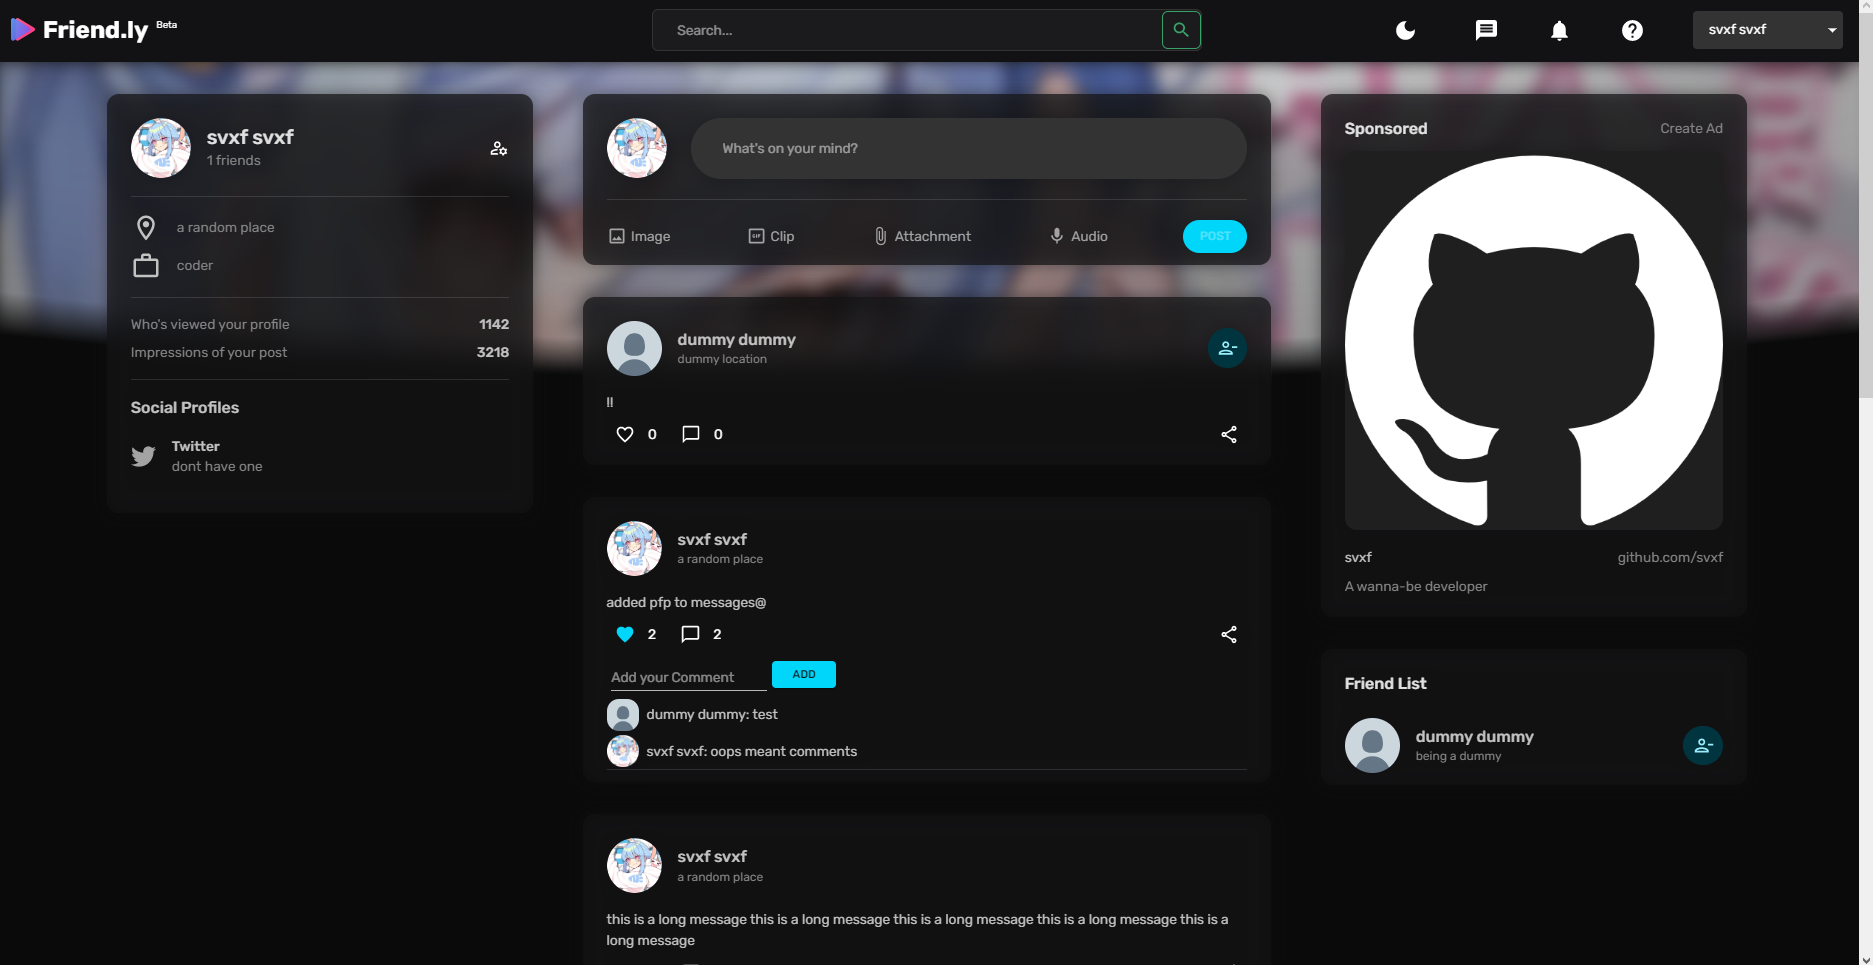 Friend.ly Beta
Search...
svxf svxf
svxf svxf
1 friends
a random place
coder
Who's viewed your profile 1142
Impressions of your post 3218
Social Profiles
Twitter
dont have one
What's on your mind?
Image GIF Clip Attachment Audio POST
dummy dummy
dummy location
!!
0 0
svxf svxf
a random place
added pfp to messages@
2 2
Add your Comment ADD
dummy dummy: test
svxf svxf: oops meant comments
svxf svxf
a random place
this is a long message this is a long message this is a long message this is a long message this is a
long message
Sponsored Create Ad
svxf github.com/svxf
A wanna-be developer
Friend List
dummy dummy
being a dummy